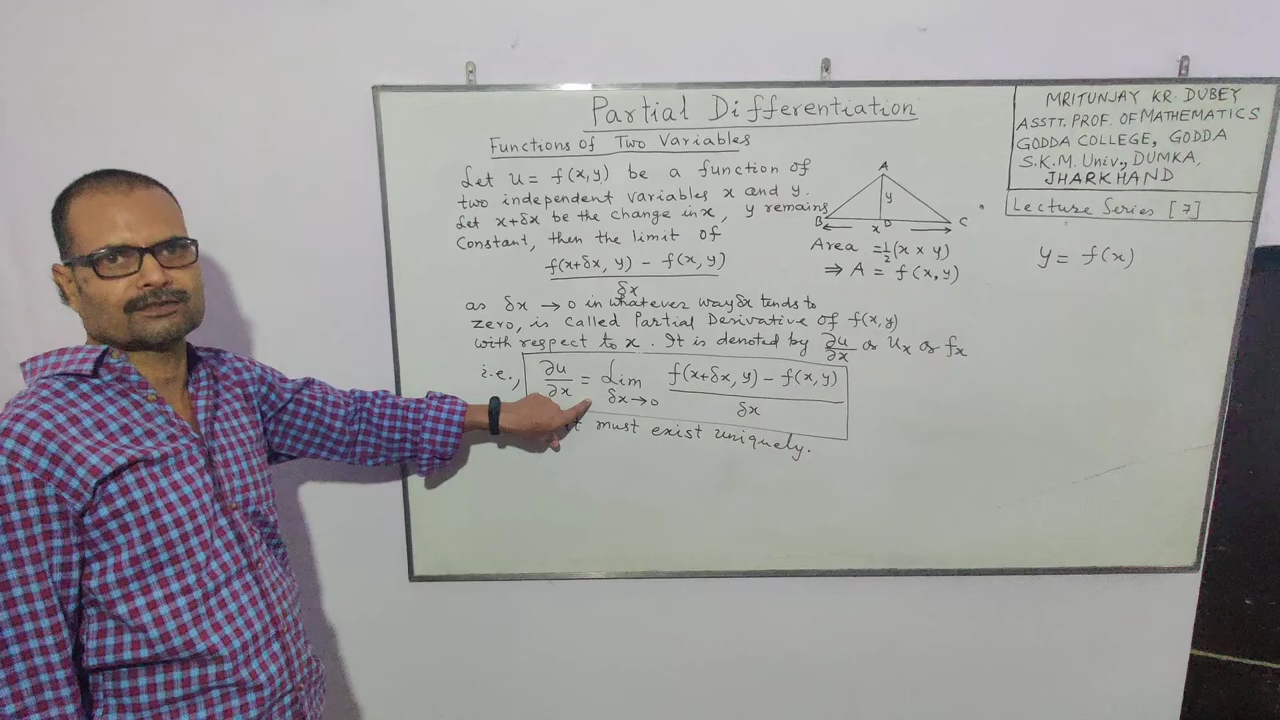 Partial Differentiation
Functions of Two Variables
Let u = f(x,y) be a function of
two independent variables x and y.
Let x+δx be the change in x, y remains
Constant, then the limit of
f(x+δx, y) - f(x,y)
δx
as δx → 0 in whatever way δx tends to
zero, is called Partial Derivative of f(x,y)
with respect to x. It is denoted by ∂u/∂x or Ux or fx
i.e., ∂u/∂x = Lim δx→0 f(x+δx, y) - f(x,y) / δx
must exist uniquely.
A
y
B
x
D
C
Area = 1/2 (x × y)
⇒ A = f(x,y)
MRITUNJAY KR. DUBEY
ASSTT. PROF. OF MATHEMATICS
GODDA COLLEGE, GODDA
S.K.M. Univ., DUMKA,
JHARKHAND
Lecture Series [7]
y = f(x)